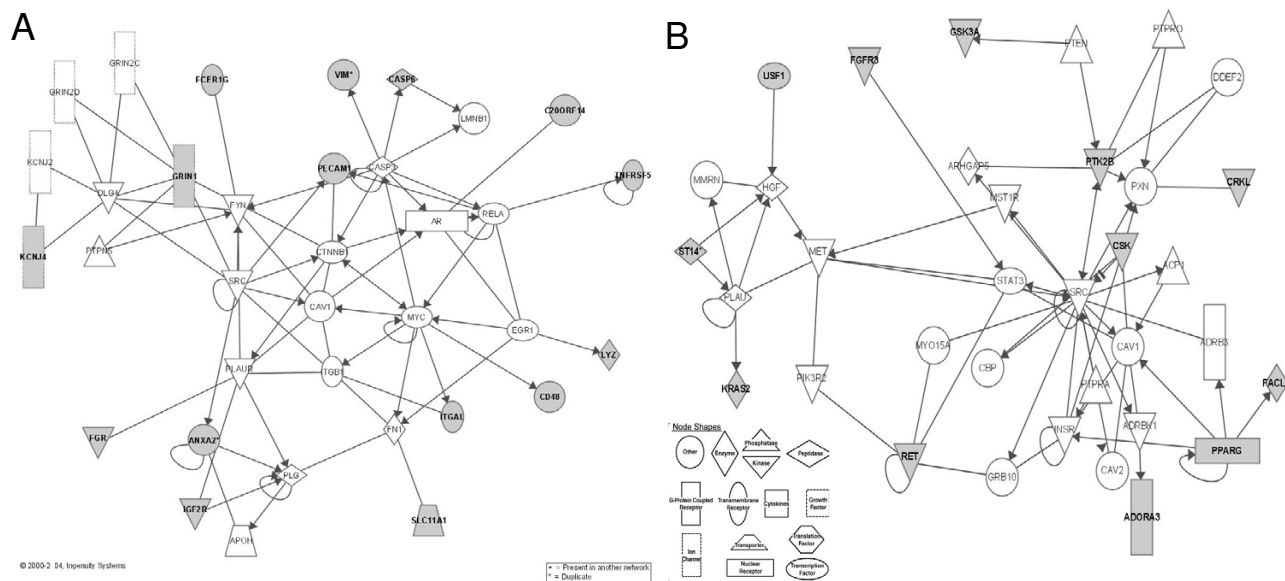 A
GRIN2C
GRIN2D
FCER1G
VIM*
CASP6
C20ORF14
LMNB1
KCNJ2
GRIN1
PECAM1
CASP3
TNFRSF5
DLG4
FYN
AR
RELA
PTPNS
KCNJ4
CTNNB1
SRC
CAV1
MYC
EGR1
LYZ
PLAUR
ITGB1
CD48
ITGAL
FGR
ANXA2*
FN1
PLG
IGF2R
SLC11A1
APOH
© 2000-2 04, Ingenuity Systems
+ = Present in another network
* = Duplicate
B
GSK3A
PTEN
PTPRO
FGFR3
USF1
DDEF2
MMRN
HGF
ARHGAP5
PTK2B
PXN
CRKL
MST1R
ST14*
MET
CSK
PLAU
STAT3
SRC
ACP1
MYO15A
CBP
CAV1
ADRB3
KRAS2
PIK3R2
PTPRA
FACL
INSR
ADRBK1
RET
GRB10
CAV2
PPARG
ADORA3
Node Shapes
Other
Enzyme
Phosphatase
Kinase
Peptidase
G-Protein Coupled
Receptor
Transmembrane
Receptor
Cytokines
Growth
Factor
Ion
Channel
Transporter
Translation
Factor
Nuclear
Receptor
Transcription
Factor